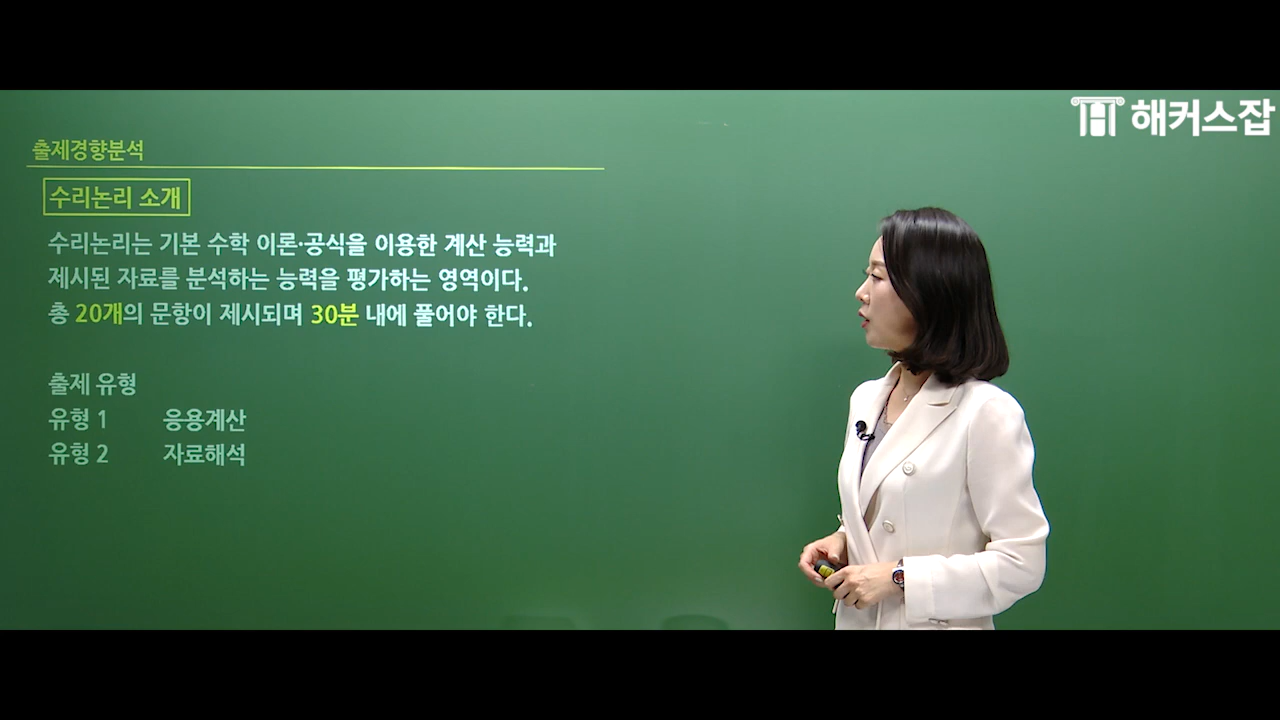 해커스잡
출제경향분석
수리논리 소개
수리논리는 기본 수학 이론·공식을 이용한 계산 능력과
제시된 자료를 분석하는 능력을 평가하는 영역이다.
총 20개의 문항이 제시되며 30분 내에 풀어야 한다.
출제 유형
유형 1 응용계산
유형 2 자료해석